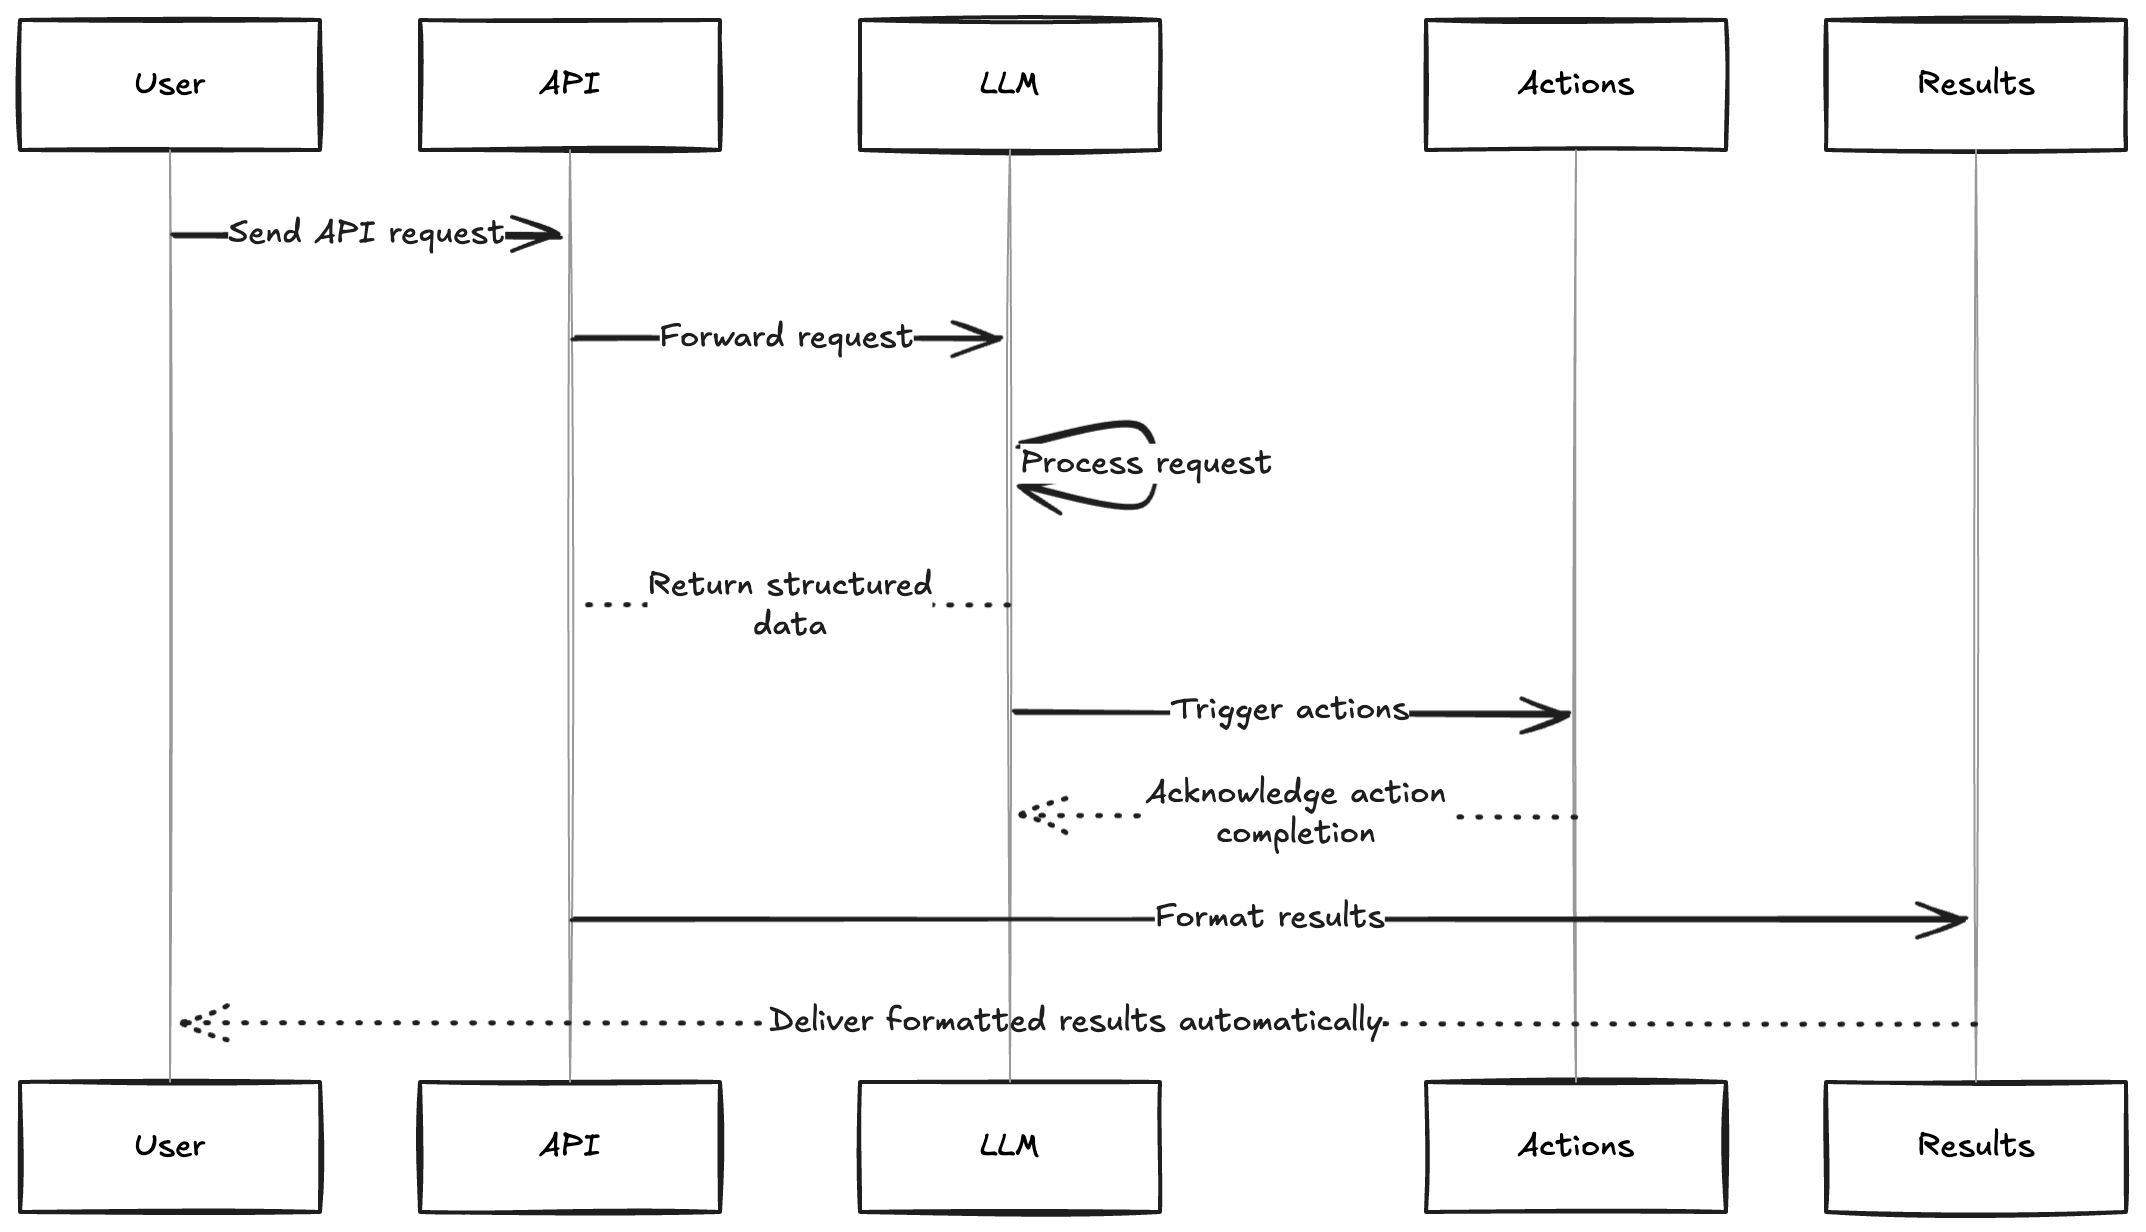 User
API
LLM
Actions
Results
Send API request
Forward request
Process request
Return structured
data
Trigger actions
Acknowledge action
completion
Format results
Deliver formatted results automatically
User
API
LLM
Actions
Results